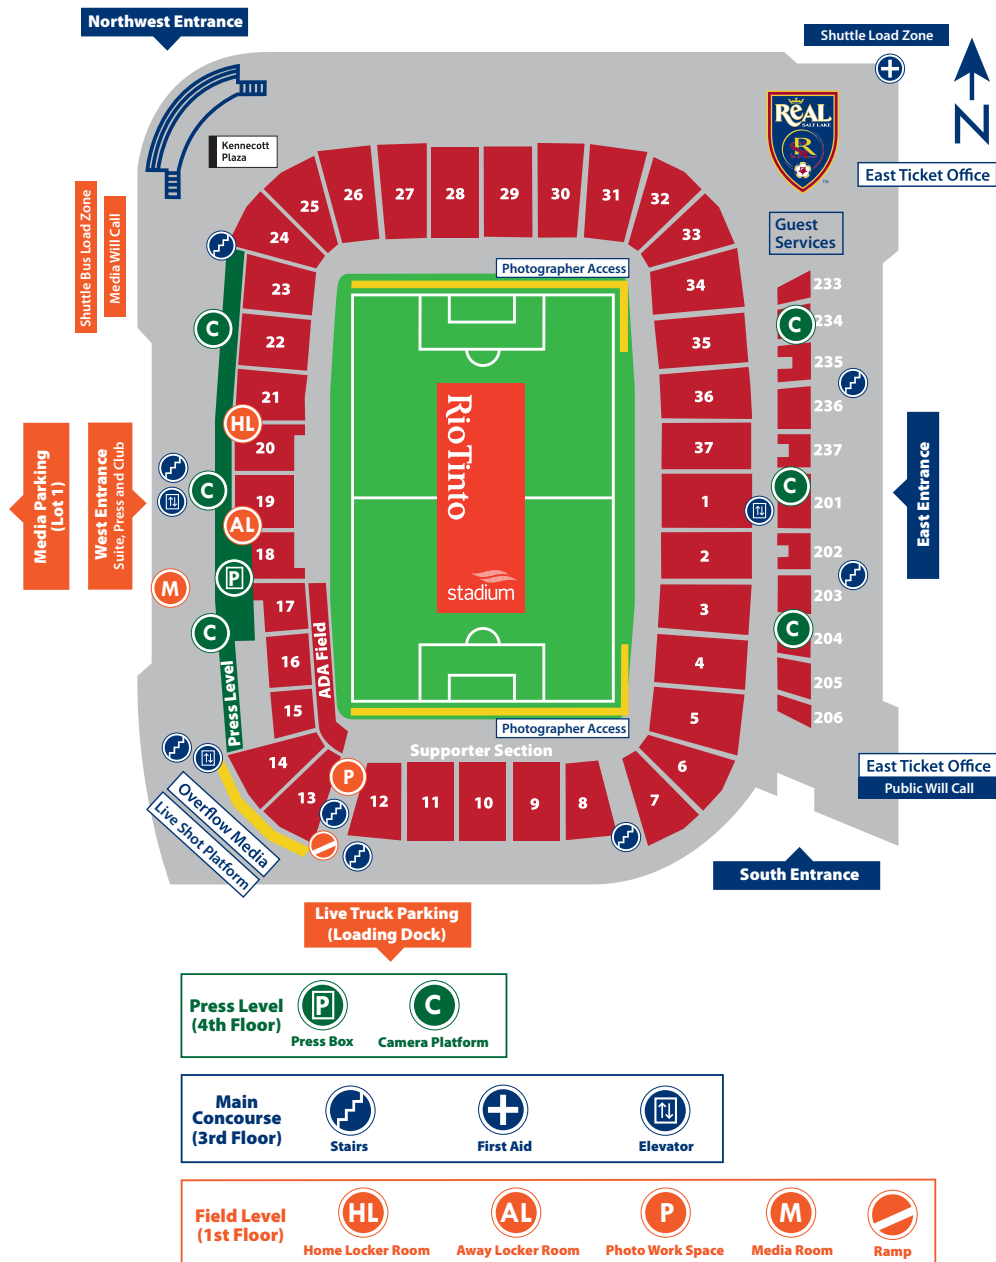 Northwest Entrance
Shuttle Load Zone
N
REAL
SALT LAKE
RS
TM
Kennecott
Plaza
East Ticket Office
Guest
Services
Shuttle Bus Load Zone
Media Will Call
26
27
28
29
30
31
25
32
24
33
23
34
22
35
21
36
20
37
19
1
18
2
17
3
16
4
15
5
14
6
13
7
12
11
10
9
8
233
234
235
236
237
201
202
203
204
205
206
Photographer Access
C
C
HL
C
AL
P
C
M
C
C
C
P
RioTinto
stadium
Media Parking
(Lot 1)
West Entrance
Suite, Press and Club
East Entrance
ADA Field
Press Level
Photographer Access
Supporter Section
Overflow Media
Live Shot Platform
East Ticket Office
Public Will Call
South Entrance
Live Truck Parking
(Loading Dock)
Press Level
(4th Floor)
P
C
Press Box
Camera Platform
Main
Concourse
(3rd Floor)
Stairs
First Aid
Elevator
Field Level
(1st Floor)
HL
AL
P
M
Home Locker Room
Away Locker Room
Photo Work Space
Media Room
Ramp